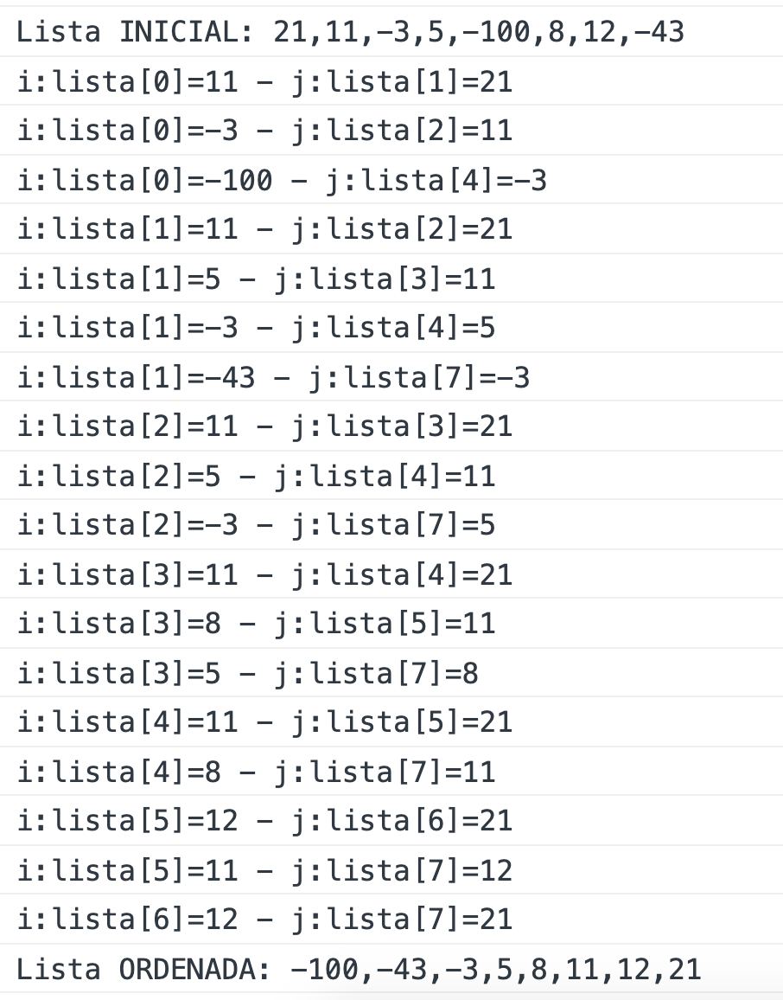 Lista INICIAL: 21,11,−3,5,−100,8,12,−43
i:lista[0]=11 − j:lista[1]=21
i:lista[0]=−3 − j:lista[2]=11
i:lista[0]=−100 − j:lista[4]=−3
i:lista[1]=11 − j:lista[2]=21
i:lista[1]=5 − j:lista[3]=11
i:lista[1]=−3 − j:lista[4]=5
i:lista[1]=−43 − j:lista[7]=−3
i:lista[2]=11 − j:lista[3]=21
i:lista[2]=5 − j:lista[4]=11
i:lista[2]=−3 − j:lista[7]=5
i:lista[3]=11 − j:lista[4]=21
i:lista[3]=8 − j:lista[5]=11
i:lista[3]=5 − j:lista[7]=8
i:lista[4]=11 − j:lista[5]=21
i:lista[4]=8 − j:lista[7]=11
i:lista[5]=12 − j:lista[6]=21
i:lista[5]=11 − j:lista[7]=12
i:lista[6]=12 − j:lista[7]=21
Lista ORDENADA: −100,−43,−3,5,8,11,12,21